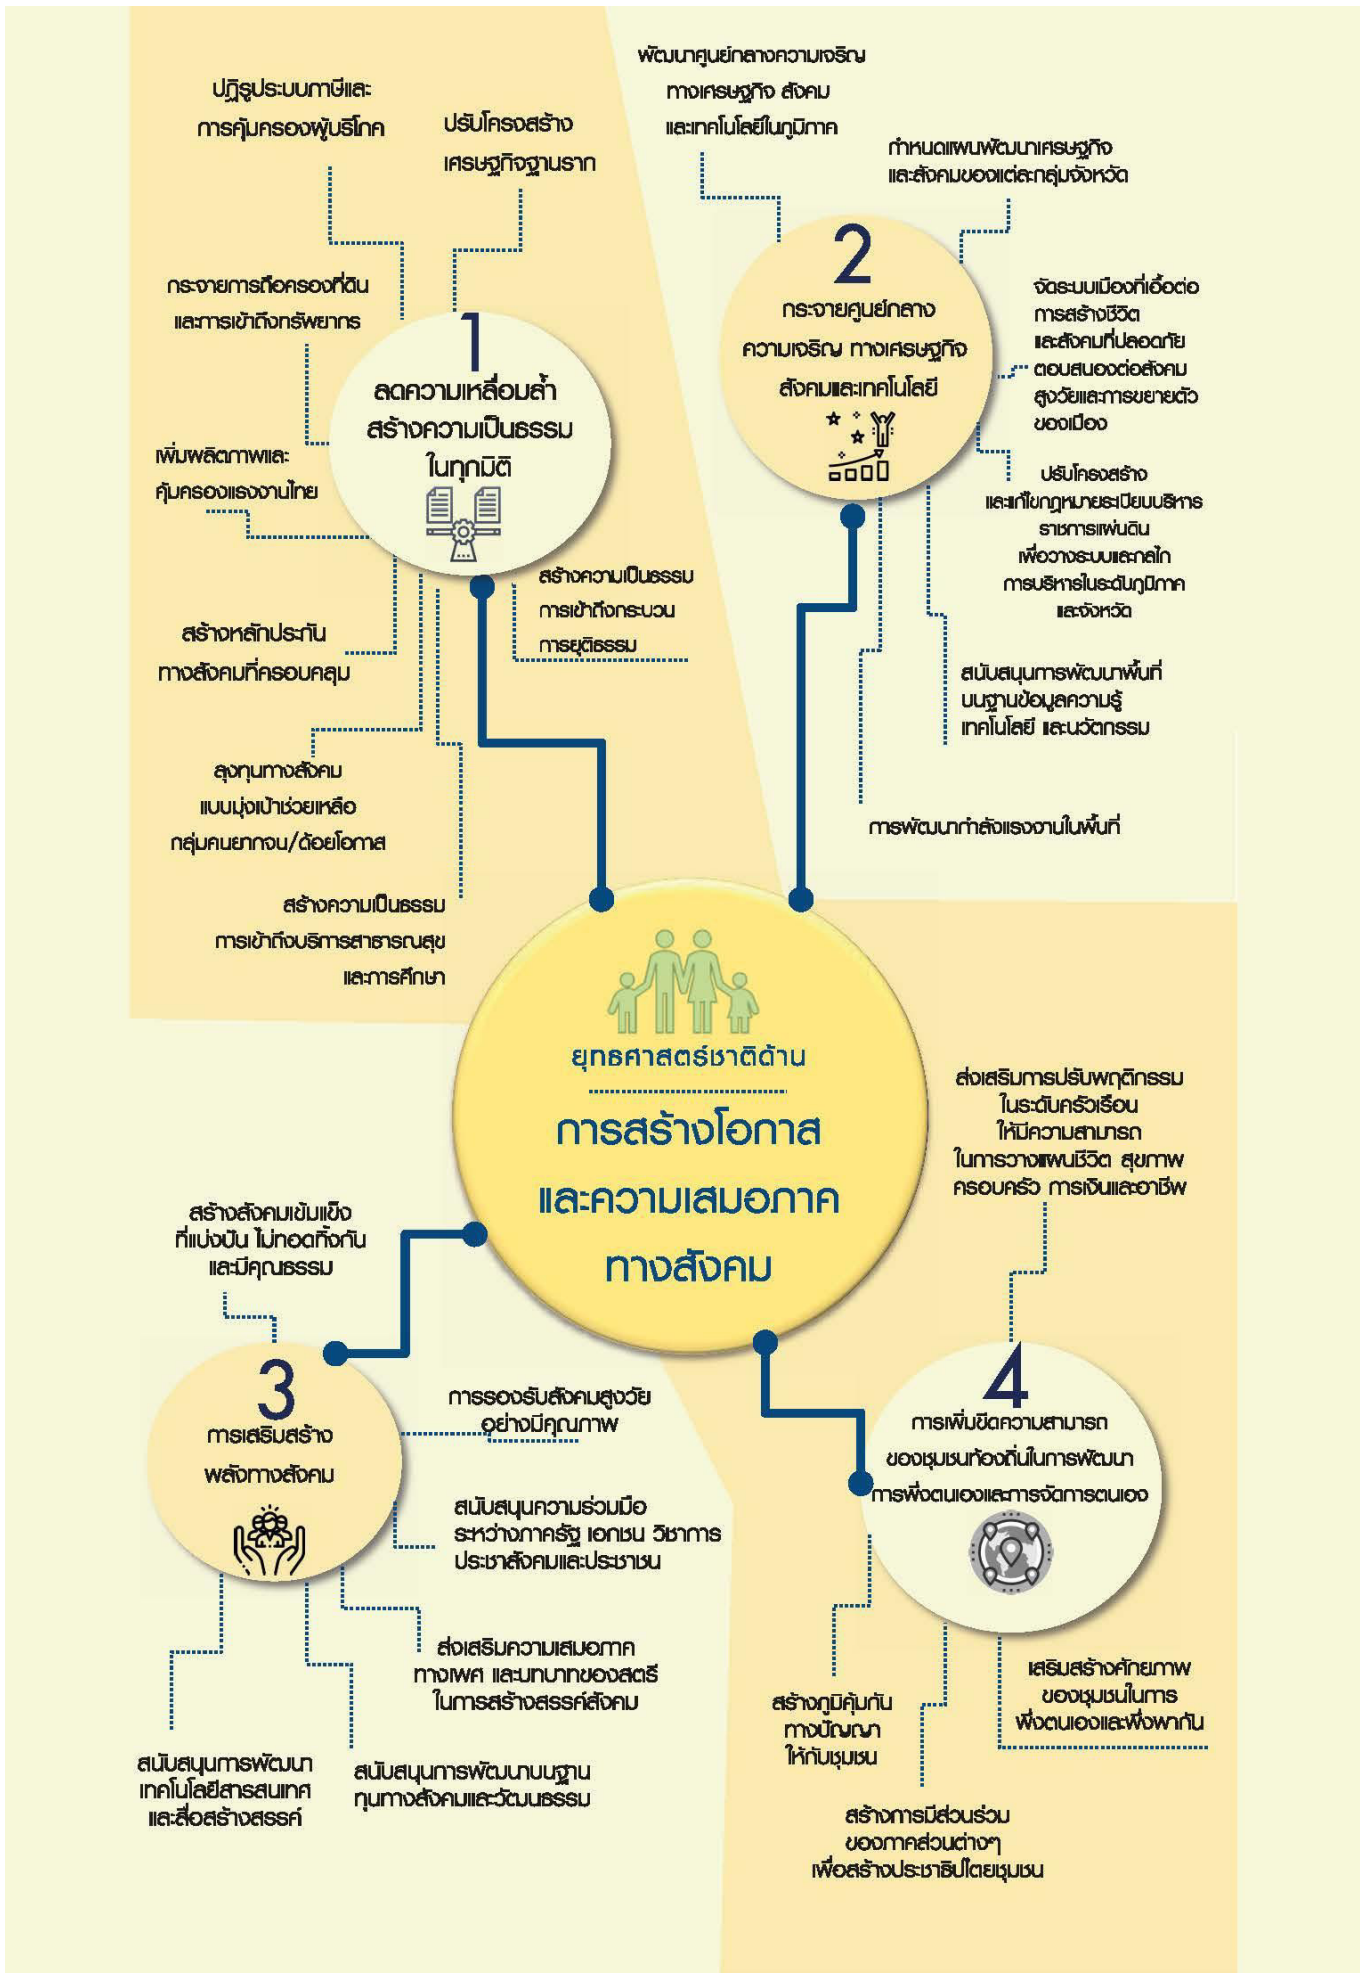 ปฏิรูประบบภาษีและ
การคุ้มครองผู้บริโภค
ปรับโครงสร้าง
เศรษฐกิจฐานราก
กระจายการถือครองที่ดิน
และการเข้าถึงทรัพยากร
1
ลดความเหลื่อมล้ำ
สร้างความเป็นธรรม
ในทุกมิติ
เพิ่มผลิตภาพและ
คุ้มครองแรงงานไทย
สร้างความเป็นธรรม
การเข้าถึงกระบวน
การยุติธรรม
สร้างหลักประกัน
ทางสังคมที่ครอบคลุม
ลงทุนทางสังคม
แบบมุ่งเป้าช่วยเหลือ
กลุ่มคนยากจน/ด้อยโอกาส
สร้างความเป็นธรรม
การเข้าถึงบริการสาธารณสุข
และการศึกษา
พัฒนาศูนย์กลางความเจริญ
ทางเศรษฐกิจ สังคม
และเทคโนโลยีในภูมิภาค
กำหนดแผนพัฒนาเศรษฐกิจ
และสังคมของแต่ละกลุ่มจังหวัด
2
กระจายศูนย์กลาง
ความเจริญ ทางเศรษฐกิจ
สังคมและเทคโนโลยี
จัดระบบเมืองที่เอื้อต่อ
การสร้างชีวิต
และสังคมที่ปลอดภัย
ตอบสนองต่อสังคม
สูงวัยและการขยายตัว
ของเมือง
ปรับโครงสร้าง
และแก้ไขกฎหมายระเบียบบริหาร
ราชการแผ่นดิน
เพื่อวางระบบและกลไก
การบริหารในระดับภูมิภาค
และจังหวัด
สนับสนุนการพัฒนาพื้นที่
บนฐานข้อมูลความรู้
เทคโนโลยี และนวัตกรรม
การพัฒนากำลังแรงงานในพื้นที่
ยุทธศาสตร์ชาติด้าน
การสร้างโอกาส
และความเสมอภาค
ทางสังคม
สร้างสังคมเข้มแข็ง
ที่แบ่งปัน ไม่ทอดทิ้งกัน
และมีคุณธรรม
3
การเสริมสร้าง
พลังทางสังคม
การรองรับสังคมสูงวัย
อย่างมีคุณภาพ
สนับสนุนความร่วมมือ
ระหว่างภาครัฐ เอกชน วิชาการ
ประชาสังคมและประชาชน
ส่งเสริมความเสมอภาค
ทางเพศ และบทบาทของสตรี
ในการสร้างสรรค์สังคม
สนับสนุนการพัฒนา
เทคโนโลยีสารสนเทศ
และสื่อสร้างสรรค์
สนับสนุนการพัฒนาบนฐาน
ทุนทางสังคมและวัฒนธรรม
ส่งเสริมการปรับพฤติกรรม
ในระดับครัวเรือน
ให้มีความสามารถ
ในการวางแผนชีวิต สุขภาพ
ครอบครัว การเงินและอาชีพ
4
การเพิ่มขีดความสามารถ
ของชุมชนท้องถิ่นในการพัฒนา
การพึ่งตนเองและการจัดการตนเอง
สร้างภูมิคุ้มกัน
ทางปัญญา
ให้กับชุมชน
เสริมสร้างศักยภาพ
ของชุมชนในการ
พึ่งตนเองและพึ่งพากัน
สร้างการมีส่วนร่วม
ของภาคส่วนต่างๆ
เพื่อสร้างประชาธิปไตยชุมชน